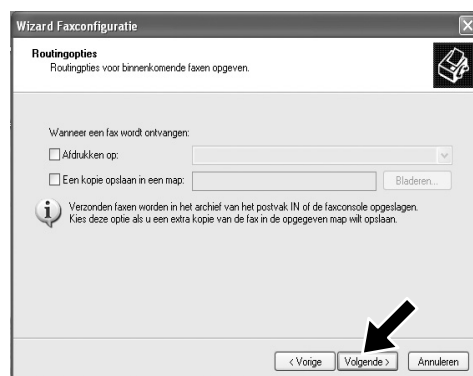 Wizard Faxconfiguratie
Routingopties
Routingpties voor binnenkomende faxen opgeven.
Wanneer een fax wordt ontvangen:
Afdrukken op:
Een kopie opslaan in een map:
Bladeren...
Verzonden faxen worden in het archief van het postvak IN of de faxconsole opgeslagen.
Kies deze optie als u een extra kopie van de fax in de opgegeven map wilt opslaan.
< Vorige
Volgende >
Annuleren